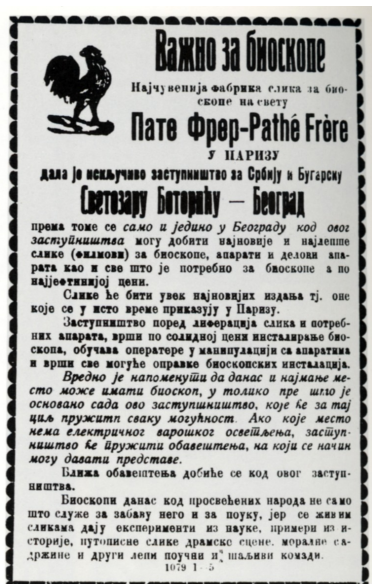 Важно за биоскопе
Најчувенија фабрика слика за био-
скопе на свету
Пате Фрер-Pathé Frère
У ПАРИЗУ
дала је искључиво заступништво за Србију и Бугарску
Светозару Боторићу — Београд
према томе се само и једино у Београду код овог
заступништва могу добити најновије и најлепше
слике (филмови) за биоскопе, апарати и делови апа-
рата као и све што је потребно за биоскопе а по
најјефтинијој цени.
Слике ће бити увек најновијих издања тј. оне
које се у исто време приказују у Паризу.
Заступништво поред лиферација слика и потреб-
них апарата, врши по солидној цени инсталирање био-
скопа, обучава оператере у манипулацији са апаратима
и врши све могуће оправке биоскопских инсталација.
Вредно је напоменути да данас и најмање ме-
сто може имати биоскоп, у толико пре што је
основано сада ово заступништво, које ће за тај
циљ пружити сваку могућност. Ако које место
нема електричног варошког осветљења, заступ-
ништво ће пружити обавештења, на који се начин
могу давати представе.
Ближа обавештења добиће се код овог заступ-
ништва.
Биоскопи данас код просвећених народа не само
што служе за забаву него и за поуку, јер се живим
сликама дају експерименти из науке, примери из и-
сторије, путописне слике драмске сцене, моралне са-
држине и други лепи поучни и шаљиви комади.
1079 1—5